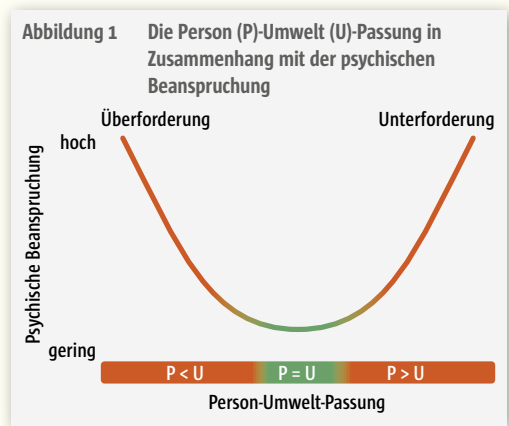 Abbildung 1 Die Person (P)-Umwelt (U)-Passung in
Zusammenhang mit der psychischen
Beanspruchung
Überforderung Unterforderung
hoch
Psychische Beanspruchung
gering
P < U P = U P > U
Person-Umwelt-Passung